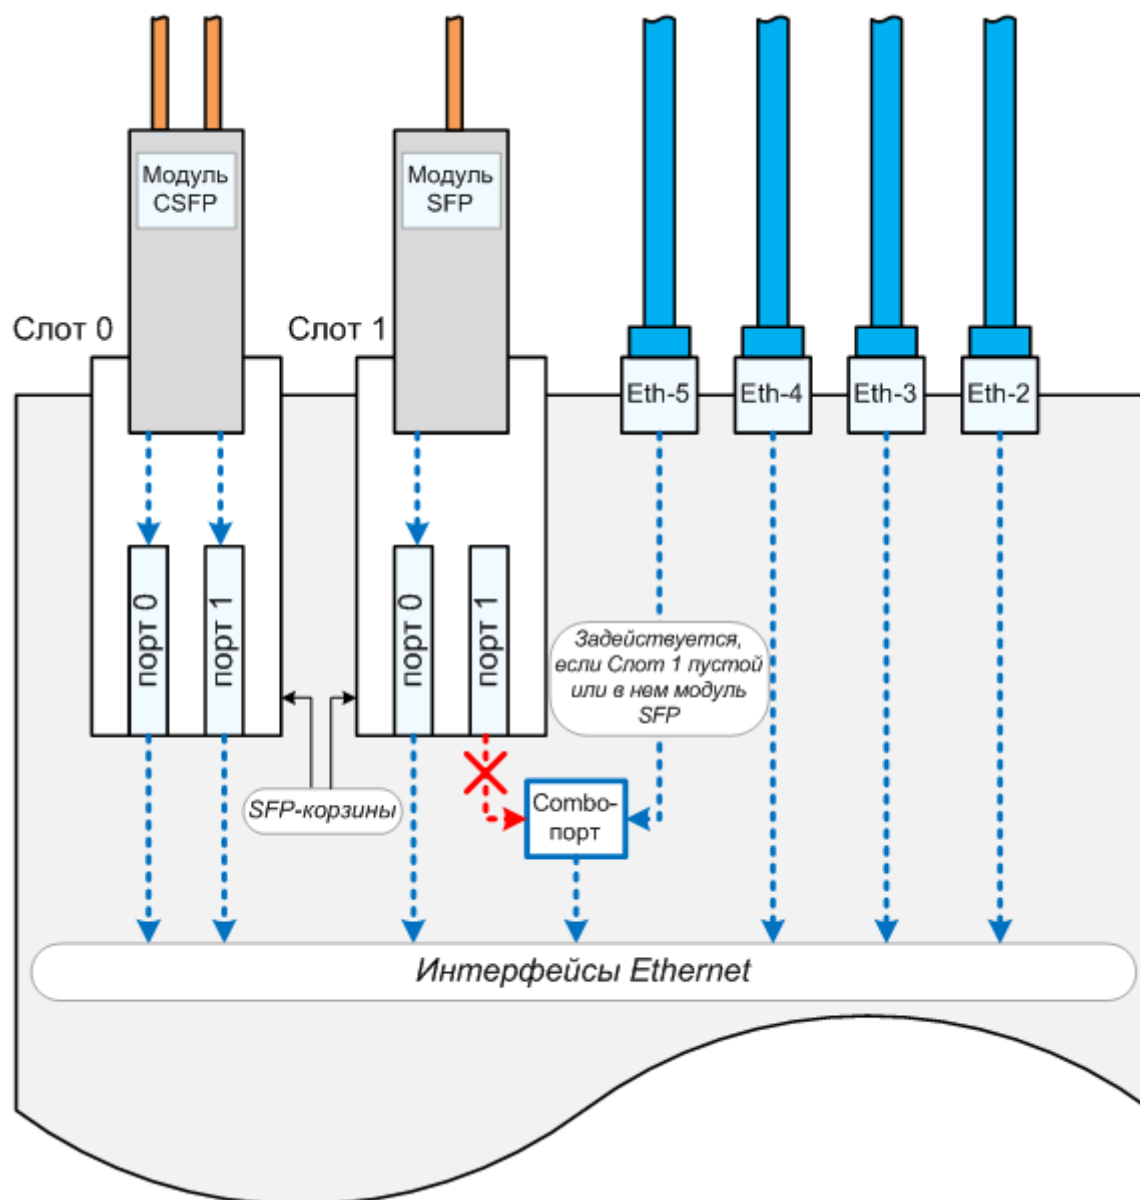 Модуль
CSFP
Модуль
SFP
Слот 0
Слот 1
Eth-5
Eth-4
Eth-3
Eth-2
порт 0
порт 1
порт 0
порт 1
Задействуется,
если Слот 1 пустой
или в нем модуль
SFP
SFP-корзины
Combo-
порт
Интерфейсы Ethernet